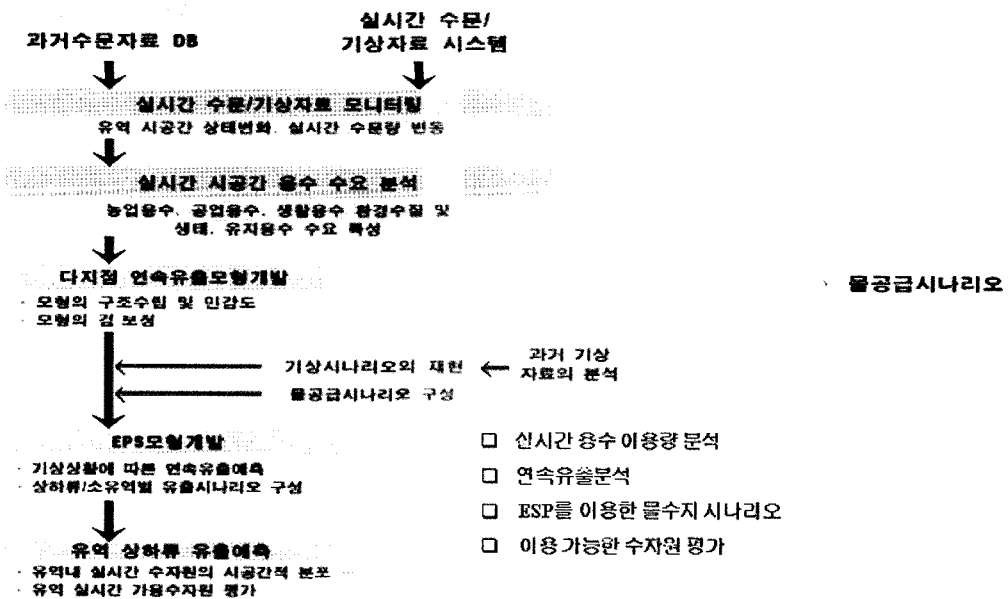 과거수문자료 DB
실시간 수문/
기상자료 시스템
실시간 수문/기상자료 모니터링
유역 시공간 상태변화, 실시간 수문량 변동
실시간 시공간 용수 수요 분석
농업용수, 공업용수, 생활용수 환경수질 및
생태, 유지용수 수요 특성
다지점 연속유출모형개발
· 모형의 구조수립 및 민감도
· 모형의 검 보정
기상시나리오의 재현
과거 기상
자료의 분석
물공급시나리오 구성
EPS모형개발
· 기상상황에 따른 연속유출예측
· 상하류/소유역별 유출시나리오 구성
유역 상하류 유출예측
· 유역내 실시간 수자원의 시공간적 분포
· 유역 실시간 가용수자원 평가
› 물공급시나리오
□ 실시간 용수 이용량 분석
□ 연속유출분석
□ ESP를 이용한 물수지 시나리오
□ 이용 가능한 수자원 평가